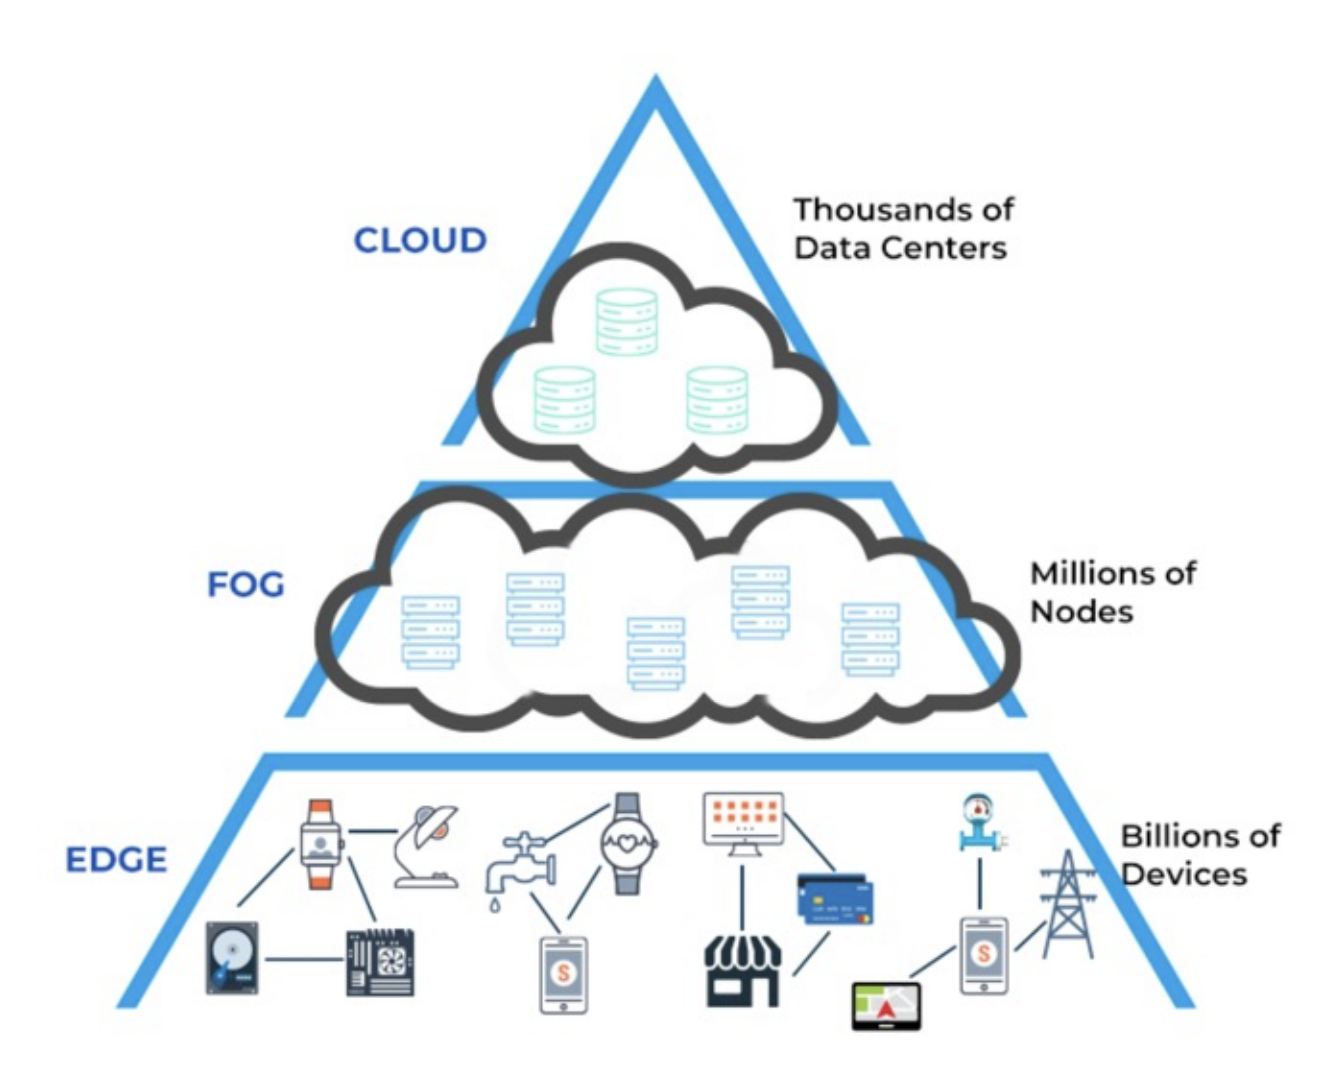 CLOUD
Thousands of
Data Centers
FOG
Millions of
Nodes
EDGE
Billions of
Devices
S
S